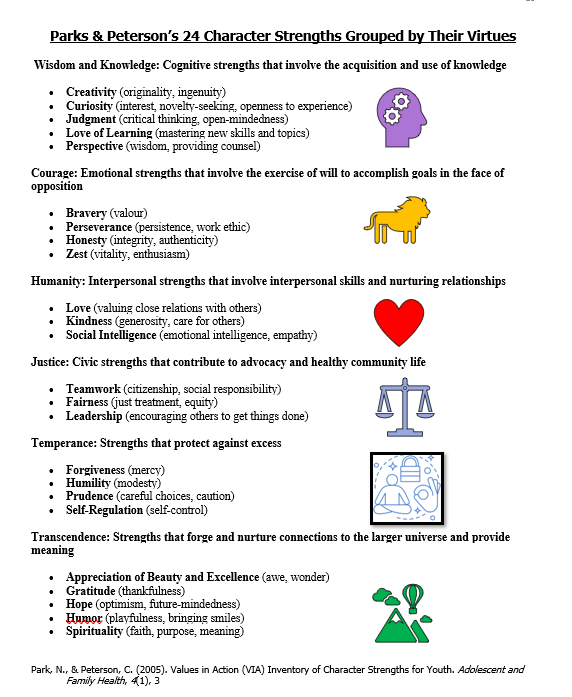 Parks & Peterson's 24 Character Strengths Grouped by Their Virtues
Wisdom and Knowledge: Cognitive strengths that involve the acquisition and use of knowledge
• Creativity (originality, ingenuity)
• Curiosity (interest, novelty-seeking, openness to experience)
• Judgment (critical thinking, open-mindedness)
• Love of Learning (mastering new skills and topics)
• Perspective (wisdom, providing counsel)
Courage: Emotional strengths that involve the exercise of will to accomplish goals in the face of
opposition
• Bravery (valour)
• Perseverance (persistence, work ethic)
• Honesty (integrity, authenticity)
• Zest (vitality, enthusiasm)
Humanity: Interpersonal strengths that involve interpersonal skills and nurturing relationships
• Love (valuing close relations with others)
• Kindness (generosity, care for others)
• Social Intelligence (emotional intelligence, empathy)
Justice: Civic strengths that contribute to advocacy and healthy community life
• Teamwork (citizenship, social responsibility)
• Fairness (just treatment, equity)
• Leadership (encouraging others to get things done)
Temperance: Strengths that protect against excess
• Forgiveness (mercy)
• Humility (modesty)
• Prudence (careful choices, caution)
• Self-Regulation (self-control)
Transcendence: Strengths that forge and nurture connections to the larger universe and provide
meaning
• Appreciation of Beauty and Excellence (awe, wonder)
• Gratitude (thankfulness)
• Hope (optimism, future-mindedness)
• Humor (playfulness, bringing smiles)
• Spirituality (faith, purpose, meaning)
Park, N., & Peterson, C. (2005). Values in Action (VIA) Inventory of Character Strengths for Youth. Adolescent and
Family Health, 4(1), 3